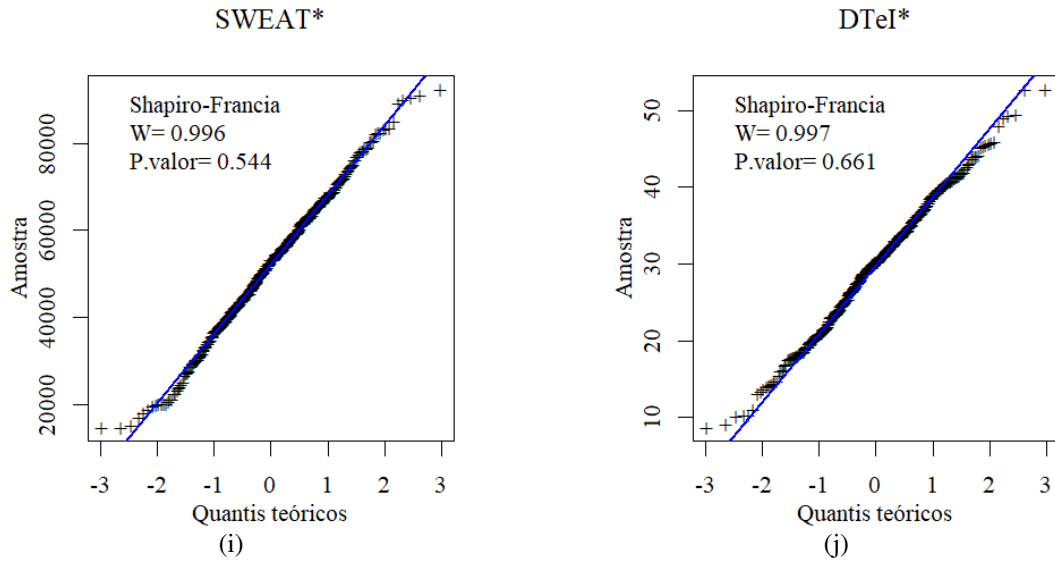 SWEAT*
Shapiro-Francia
W= 0.996
P.valor= 0.544
Amostra
80000
60000
40000
20000
-3 -2 -1 0 1 2 3
Quantis teóricos
(i)
DTeI*
Shapiro-Francia
W= 0.997
P.valor= 0.661
Amostra
50
40
30
20
10
-3 -2 -1 0 1 2 3
Quantis teóricos
(j)